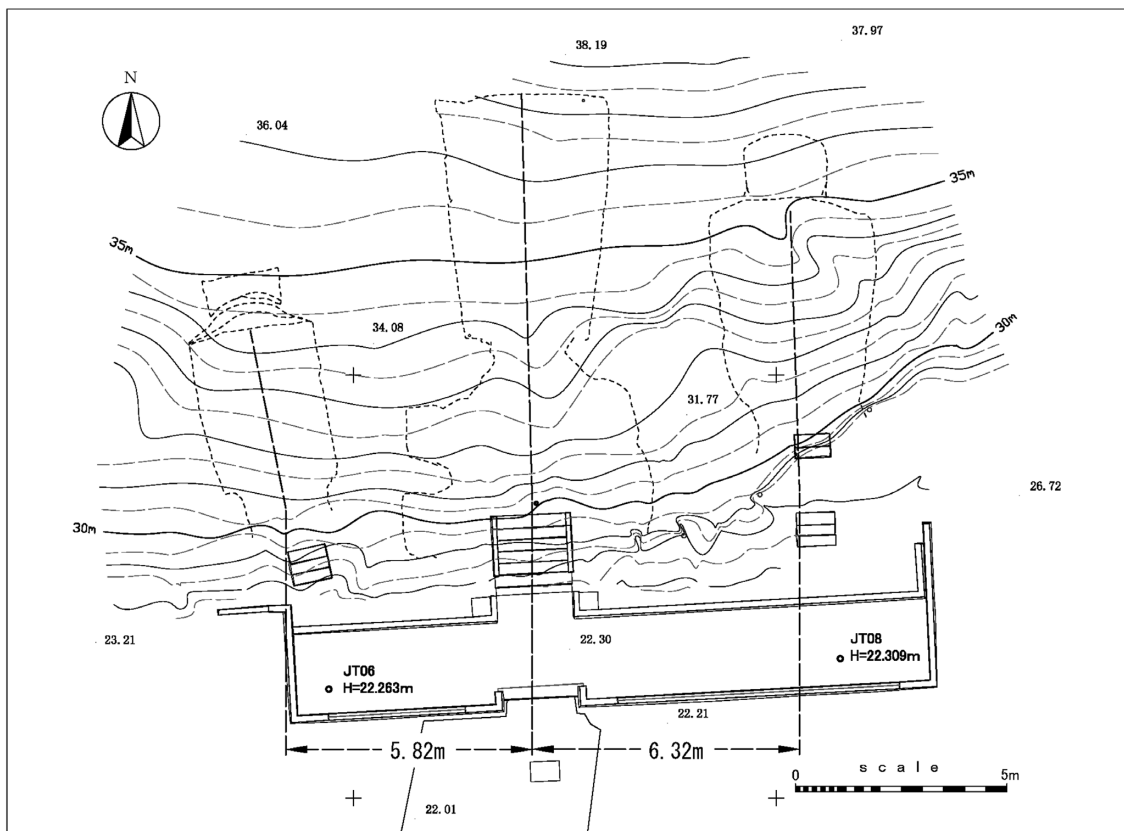 37.97
38.19
N
36.04
35m
35m
30m
34.08
31.77
26.72
30m
23.21
22.30
JT08
H=22.309m
JT06
H=22.263m
22.21
5.82m
6.32m
scale
0
5m
22.01